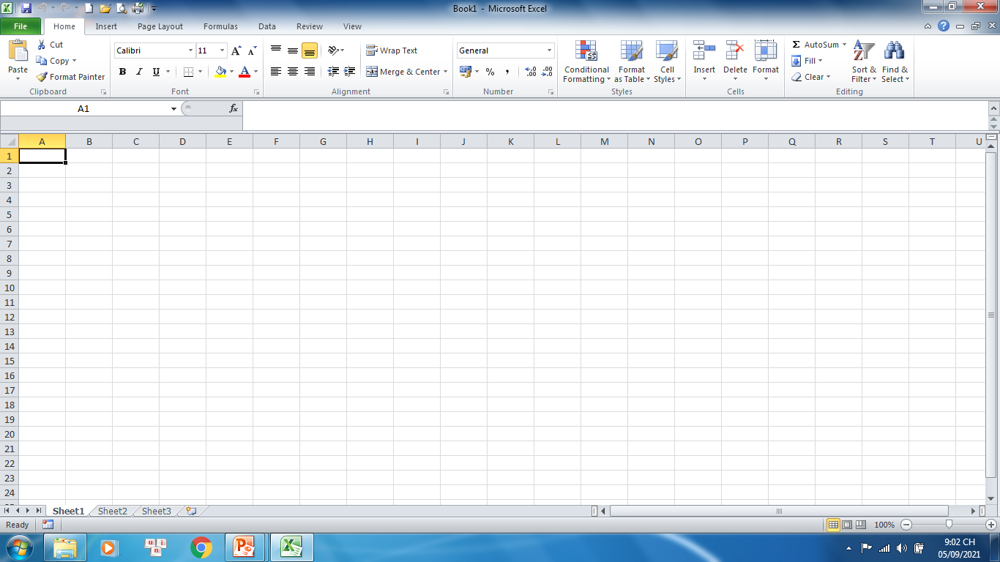 Book1 - Microsoft Excel
File Home Insert Page Layout Formulas Data Review View
Paste
Cut
Copy
Format Painter
Clipboard
Calibri 11
B I U A
Font
Wrap Text
Merge & Center
Alignment
General
% ,
Number
Conditional
Formatting
Format
as Table
Cell
Styles
Styles
Insert Delete Format
Cells
Σ AutoSum
Fill
Clear
Sort &
Filter
Find &
Select
Editing
A1 fx
A B C D E F G H I J K L M N O P Q R S T U
1
2
3
4
5
6
7
8
9
10
11
12
13
14
15
16
17
18
19
20
21
22
23
24
Sheet1 Sheet2 Sheet3
Ready 100%
9:02 CH
05/09/2021